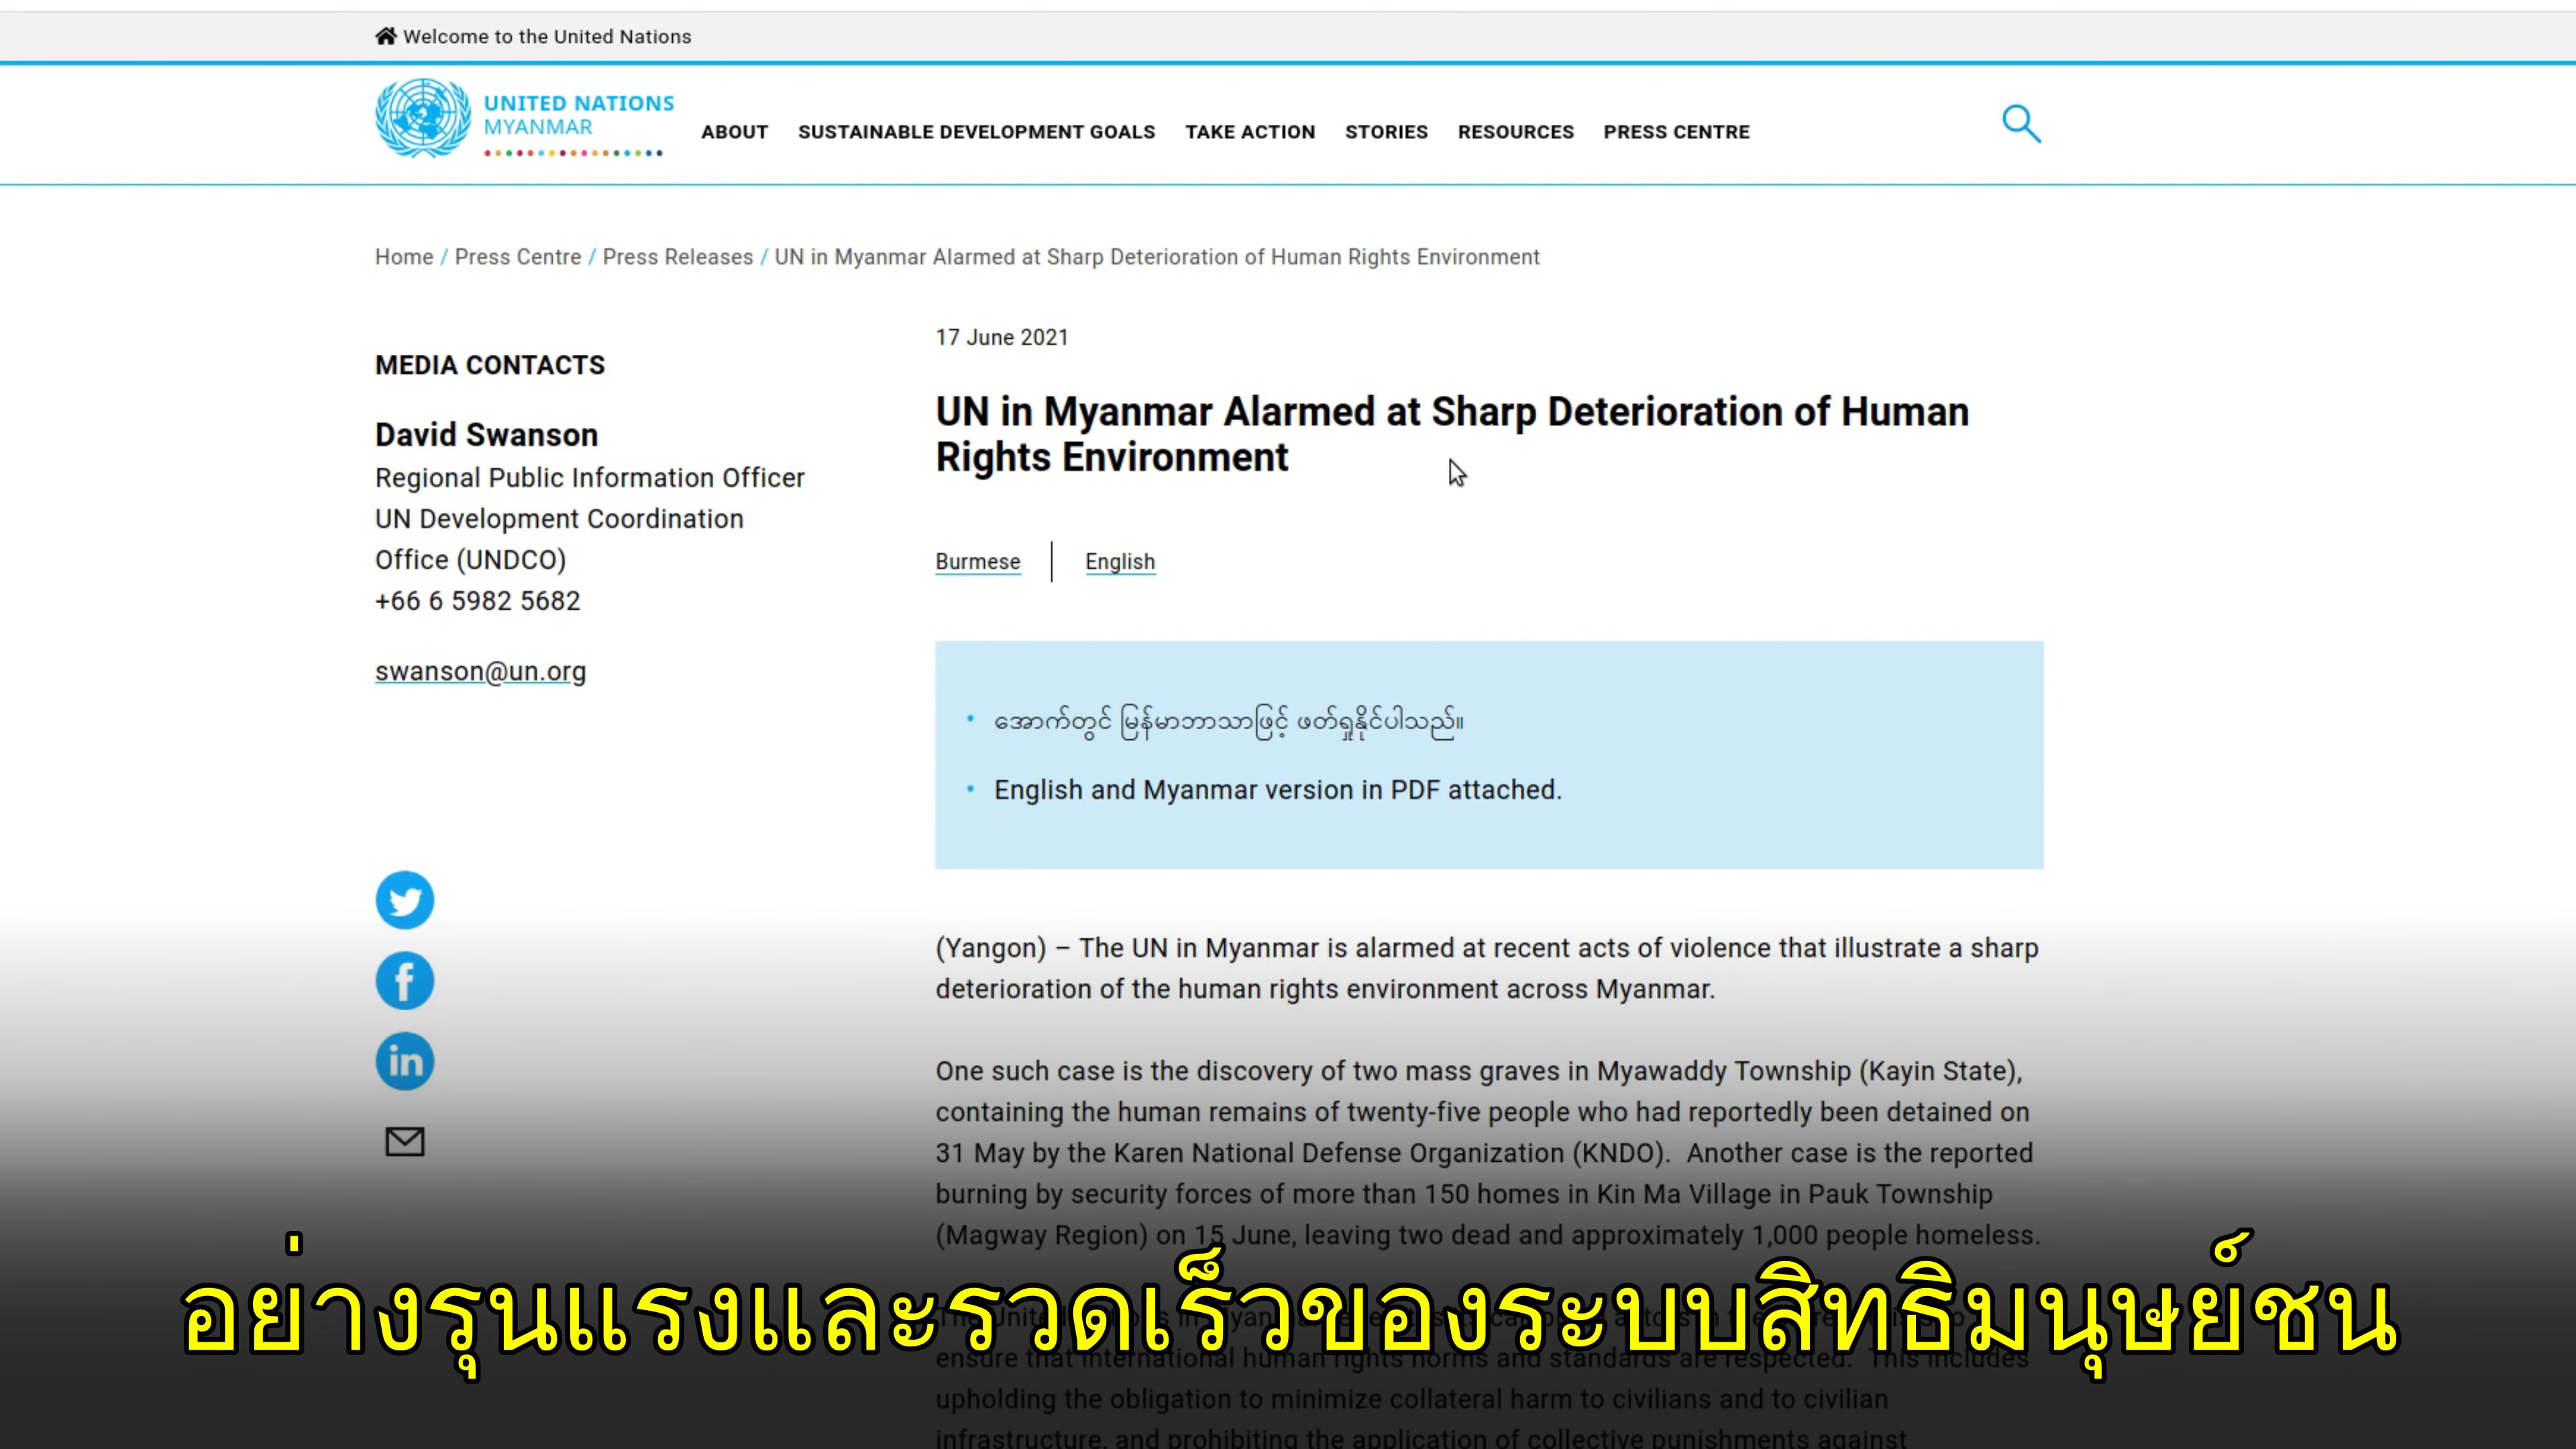 Welcome to the United Nations
UNITED NATIONS
MYANMAR
ABOUT SUSTAINABLE DEVELOPMENT GOALS TAKE ACTION STORIES RESOURCES PRESS CENTRE
Home / Press Centre / Press Releases / UN in Myanmar Alarmed at Sharp Deterioration of Human Rights Environment
MEDIA CONTACTS
David Swanson
Regional Public Information Officer
UN Development Coordination
Office (UNDCO)
+66 6 5982 5682
swanson@un.org
17 June 2021
UN in Myanmar Alarmed at Sharp Deterioration of Human
Rights Environment
Burmese | English
• အောက်တွင် မြန်မာဘာသာဖြင့် ဖတ်ရှုနိုင်ပါသည်။
• English and Myanmar version in PDF attached.
(Yangon) – The UN in Myanmar is alarmed at recent acts of violence that illustrate a sharp
deterioration of the human rights environment across Myanmar.
One such case is the discovery of two mass graves in Myawaddy Township (Kayin State),
containing the human remains of twenty-five people who had reportedly been detained on
31 May by the Karen National Defense Organization (KNDO). Another case is the reported
burning by security forces of more than 150 homes in Kin Ma Village in Pauk Township
(Magway Region) on 15 June, leaving two dead and approximately 1,000 people homeless.
อย่างรุนแรงและรวดเร็วของระบบสิทธิมนุษย์ชน
ensure that international human rights norms and standards are respected. This includes
upholding the obligation to minimize collateral harm to civilians and to civilian
infrastructure, and prohibiting the application of collective punishments against